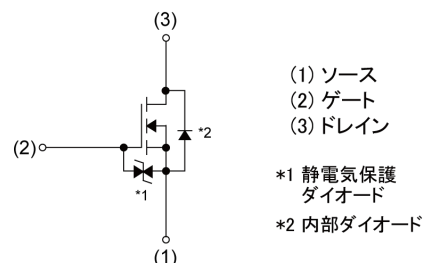 (3)
(1) ソース
(2) ゲート
(3) ドレイン
*2
(2)
*1
*1 静電気保護
ダイオード
*2 内部ダイオード
(1)